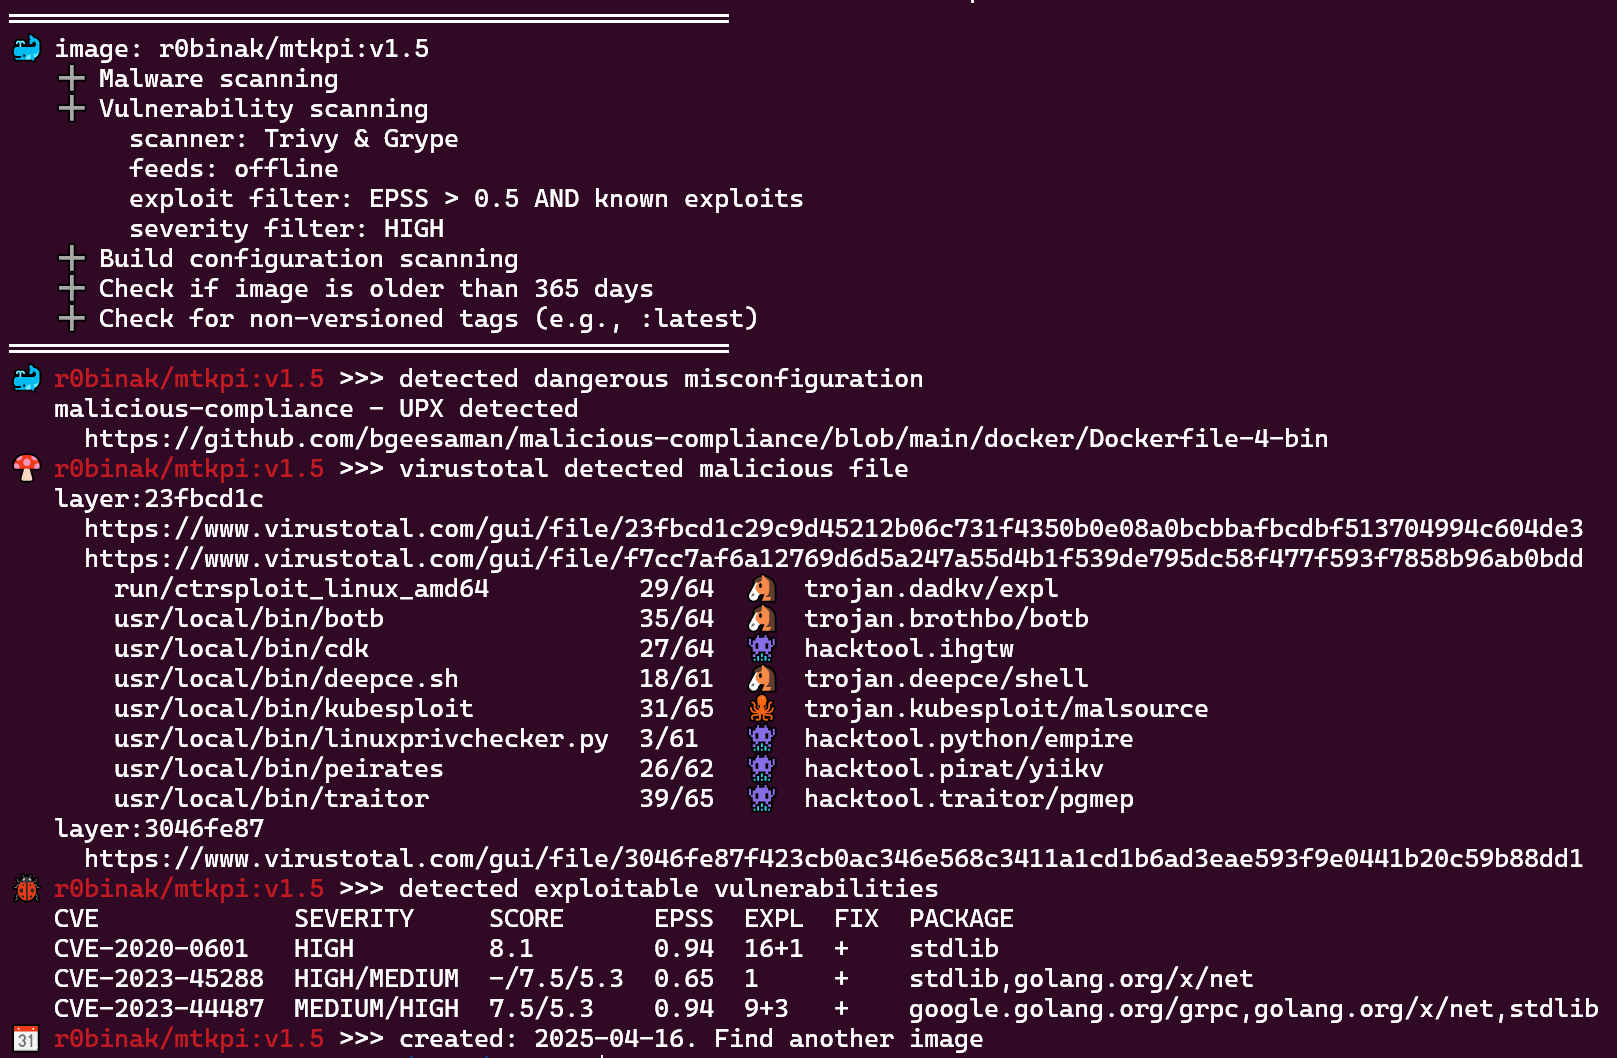 image: r0binak/mtkpi:v1.5
+ Malware scanning
+ Vulnerability scanning
scanner: Trivy & Grype
feeds: offline
exploit filter: EPSS > 0.5 AND known exploits
severity filter: HIGH
+ Build configuration scanning
+ Check if image is older than 365 days
+ Check for non-versioned tags (e.g., :latest)
r0binak/mtkpi:v1.5 >>> detected dangerous misconfiguration
malicious-compliance - UPX detected
https://github.com/bgeesaman/malicious-compliance/blob/main/docker/Dockerfile-4-bin
r0binak/mtkpi:v1.5 >>> virustotal detected malicious file
layer:23fbcd1c
https://www.virustotal.com/gui/file/23fbcd1c29c9d45212b06c731f4350b0e08a0bcbbafbcdbf513704994c604de3
https://www.virustotal.com/gui/file/f7cc7af6a12769d6d5a247a55d4b1f539de795dc58f477f593f7858b96ab0bdd
run/ctrsploit_linux_amd64 29/64 trojan.dadkv/expl
usr/local/bin/botb 35/64 trojan.brothbo/botb
usr/local/bin/cdk 27/64 hacktool.ihgtw
usr/local/bin/deepce.sh 18/61 trojan.deepce/shell
usr/local/bin/kubesploit 31/65 trojan.kubesploit/malsource
usr/local/bin/linuxprivchecker.py 3/61 hacktool.python/empire
usr/local/bin/peirates 26/62 hacktool.pirat/yiikv
usr/local/bin/traitor 39/65 hacktool.traitor/pgmep
layer:3046fe87
https://www.virustotal.com/gui/file/3046fe87f423cb0ac346e568c3411a1cd1b6ad3eae593f9e0441b20c59b88dd1
r0binak/mtkpi:v1.5 >>> detected exploitable vulnerabilities
CVE SEVERITY SCORE EPSS EXPL FIX PACKAGE
CVE-2020-0601 HIGH 8.1 0.94 16+1 + stdlib
CVE-2023-45288 HIGH/MEDIUM -/7.5/5.3 0.65 1 + stdlib,golang.org/x/net
CVE-2023-44487 MEDIUM/HIGH 7.5/5.3 0.94 9+3 + google.golang.org/grpc,golang.org/x/net,stdlib
31 r0binak/mtkpi:v1.5 >>> created: 2025-04-16. Find another image